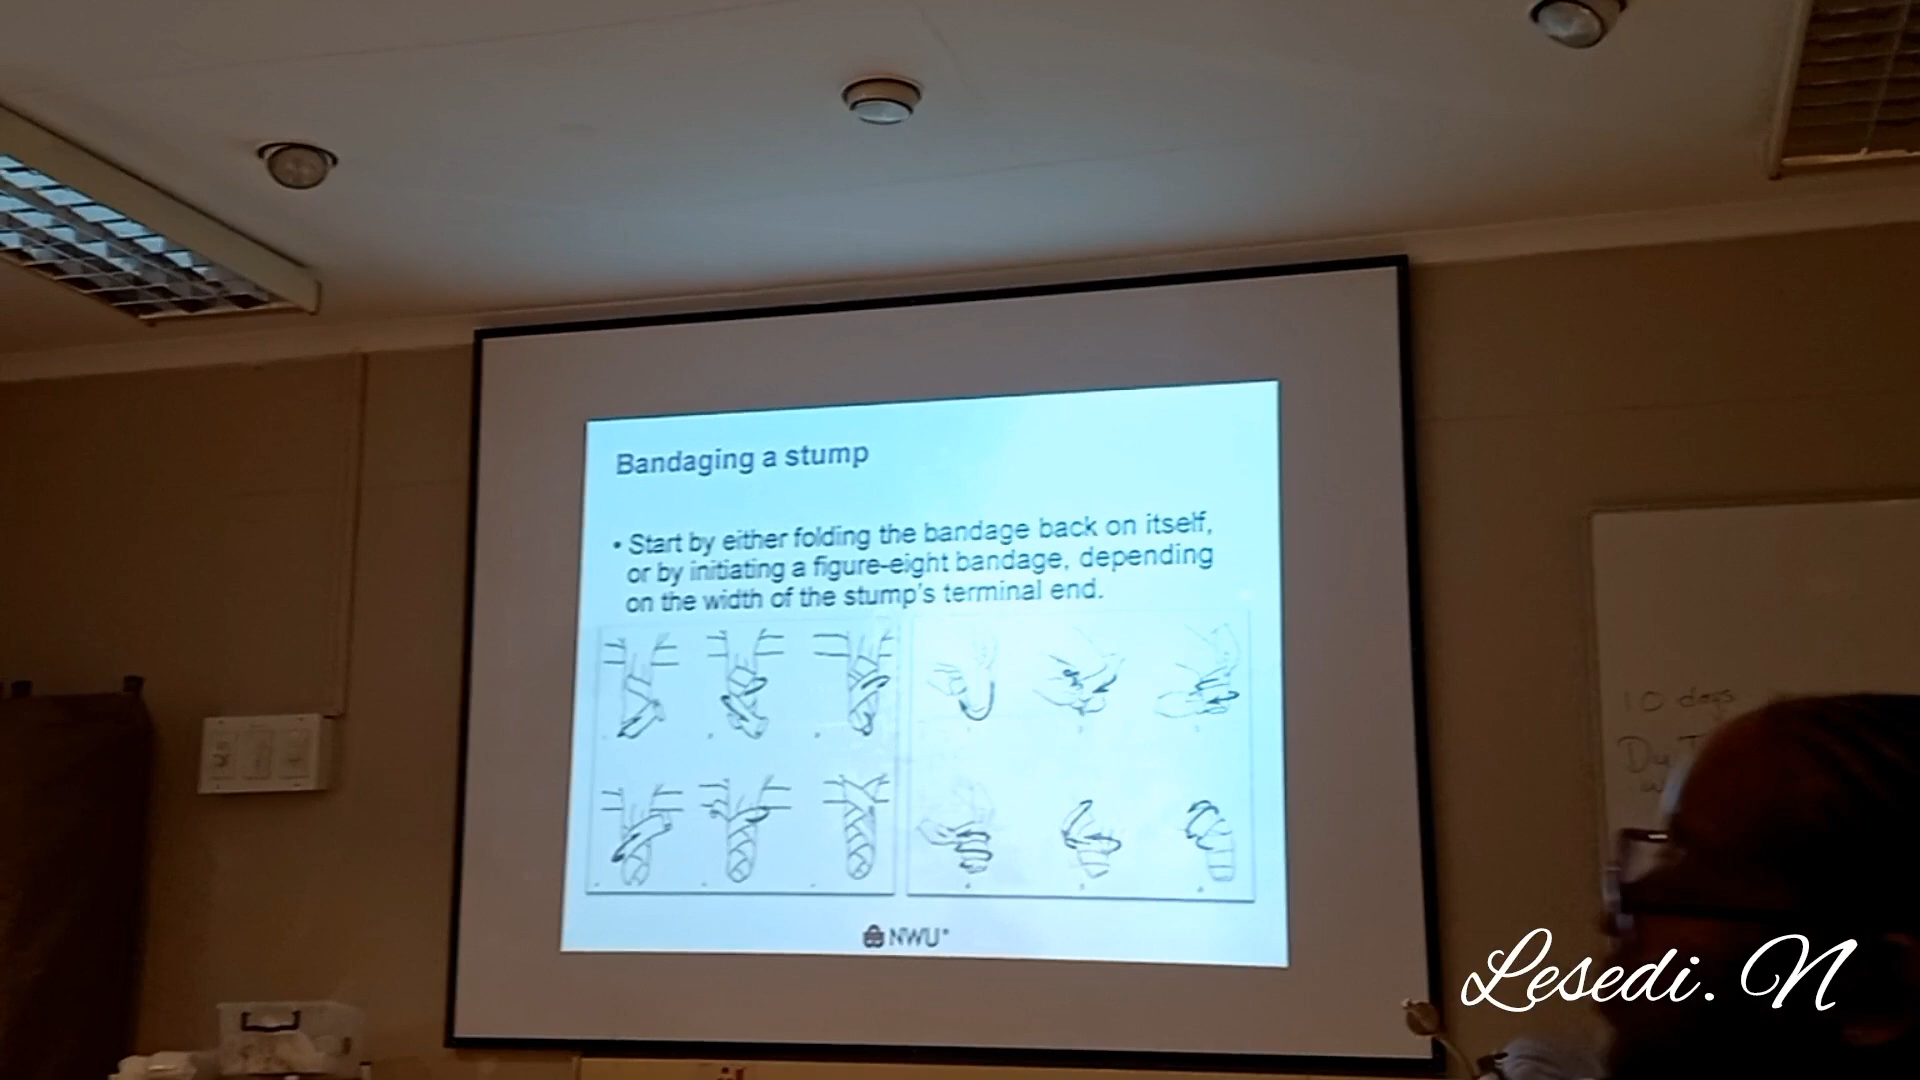 Bandaging a stump
• Start by either folding the bandage back on itself,
or by initiating a figure-eight bandage, depending
on the width of the stump's terminal end.
NWU®
10 days
Lesedi. N